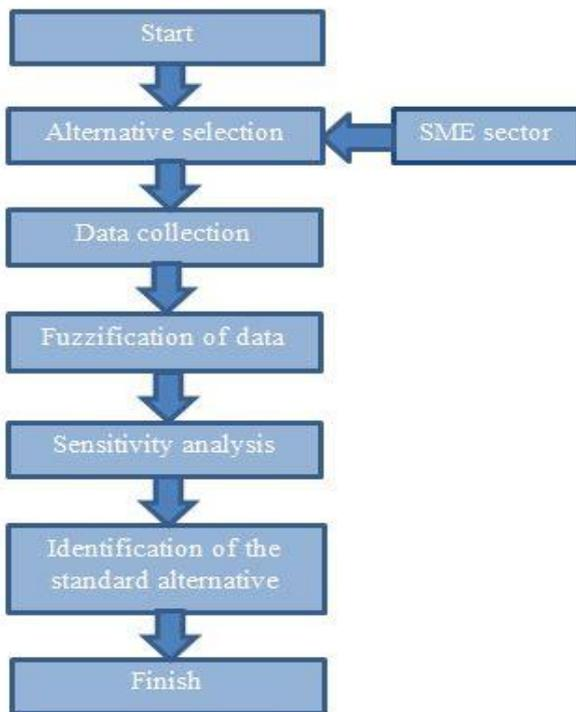 Start
Alternative selection
SME sector
Data collection
Fuzzification of data
Sensitivity analysis
Identification of the
standard alternative
Finish